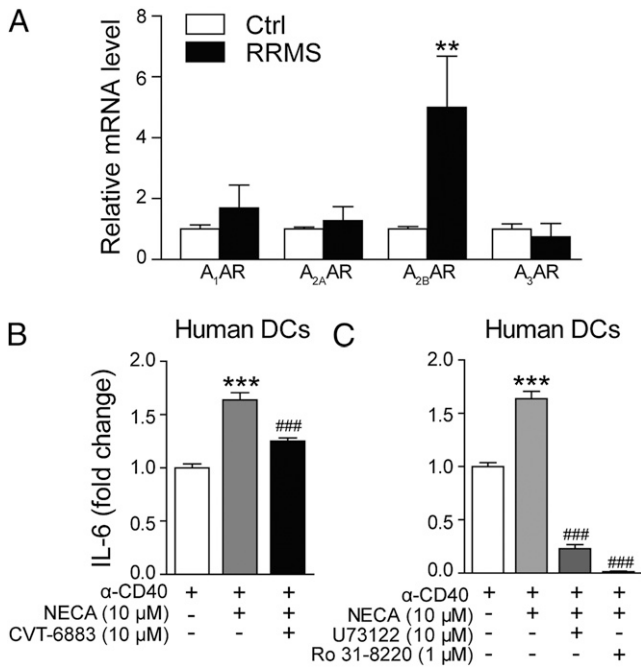 A
Relative mRNA level
8
6
4
2
0
Ctrl
RRMS
**
A₁AR A₂ₐAR A₂ʙAR A₃AR
B
Human DCs
IL-6 (fold change)
2.0
1.5
1.0
0.5
0.0
***
###
α-CD40 + + +
NECA (10 μM) - + +
CVT-6883 (10 μM) - - +
C
Human DCs
2.0
1.5
1.0
0.5
0.0
***
###
###
α-CD40 + + + +
NECA (10 μM) - + + +
U73122 (10 μM) - - + -
Ro 31-8220 (1 μM) - - - +